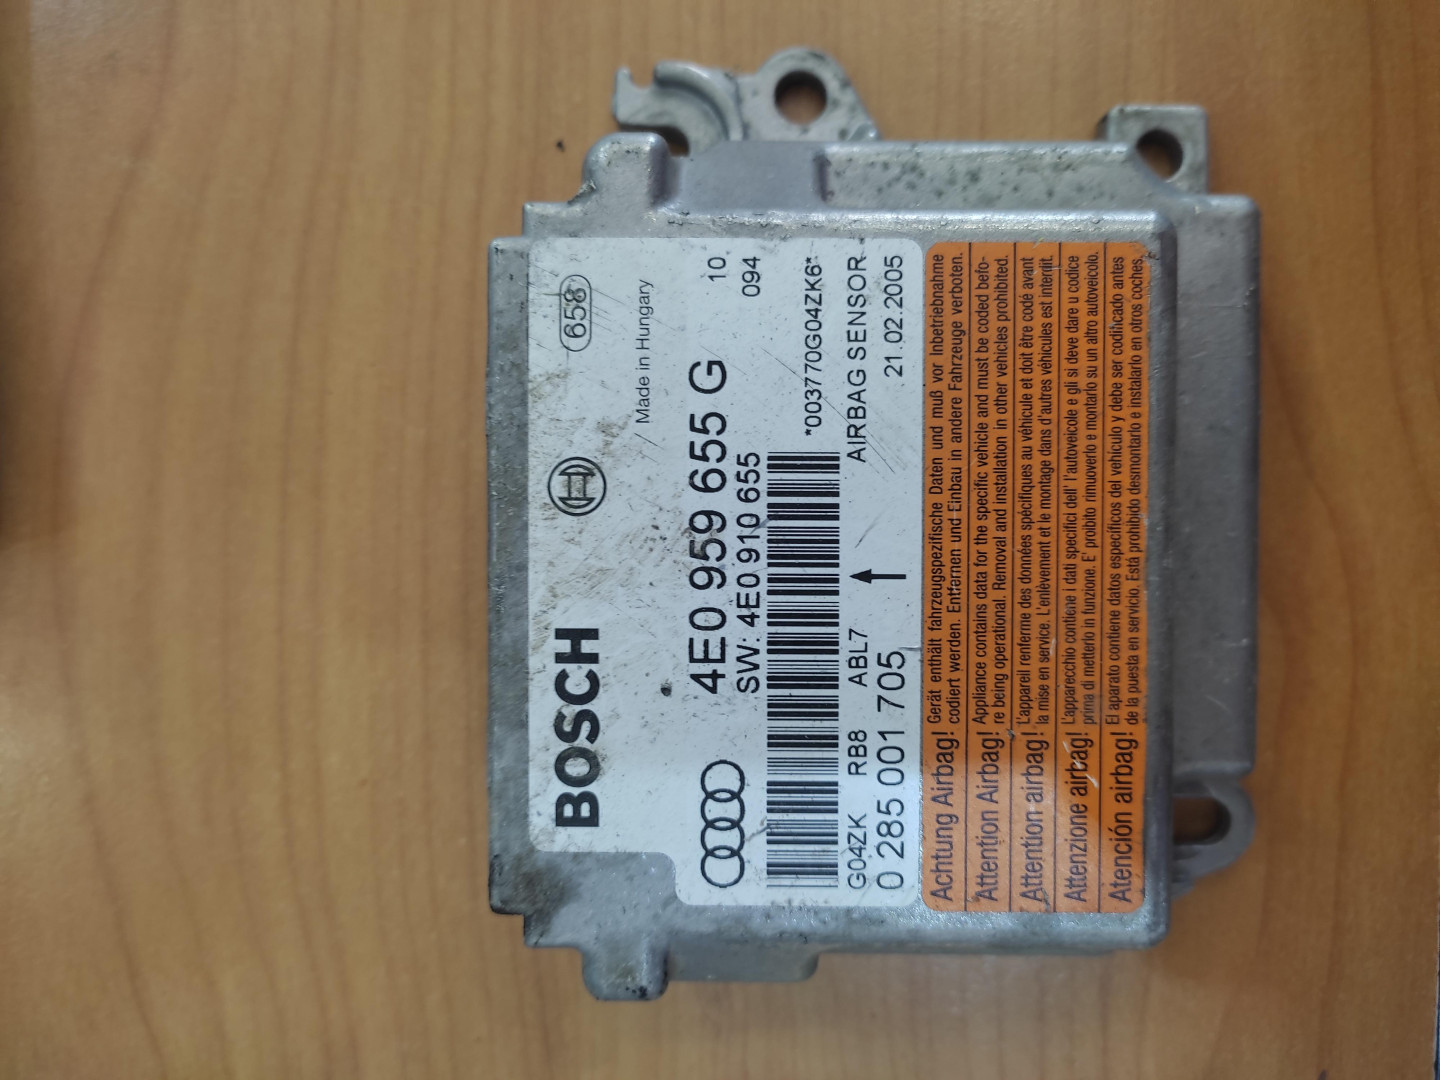 BOSCH
658
Made in Hungary
4E0 959 655 G
10
SW: 4E0 910 655
094
*003770G04ZK6*
G04ZK RB8 ABL7
AIRBAG SENSOR
0 285 001 705
21.02.2005
Achtung Airbag! Gerät enthält fahrzeugspezifische Daten und muß vor Inbetriebnahme
codiert werden. Entfernen und Einbau in andere Fahrzeuge verboten.
Attention Airbag! Appliance contains data for the specific vehicle and must be coded befo-
re being operational. Removal and installation in other vehicles prohibited.
Attention airbag! L'appareil renferme des données spécifiques au véhicule et doit être codé avant
la mise en service. L'enlèvement et le montage dans d'autres véhicules est interdit.
Attenzione airbag! L'apparecchio contiene i dati specifici dell' l'autoveicole e gli si deve dare u codice
prima di metterlo in funzione. E' proibito rimuoverlo e montarlo su un altro autoveicolo.
Atención airbag! El aparato contiene datos específicos del vehículo y debe ser codificado antes
de la puesta en servicio. Está prohibido desmontarlo e instalarlo en otros coches.